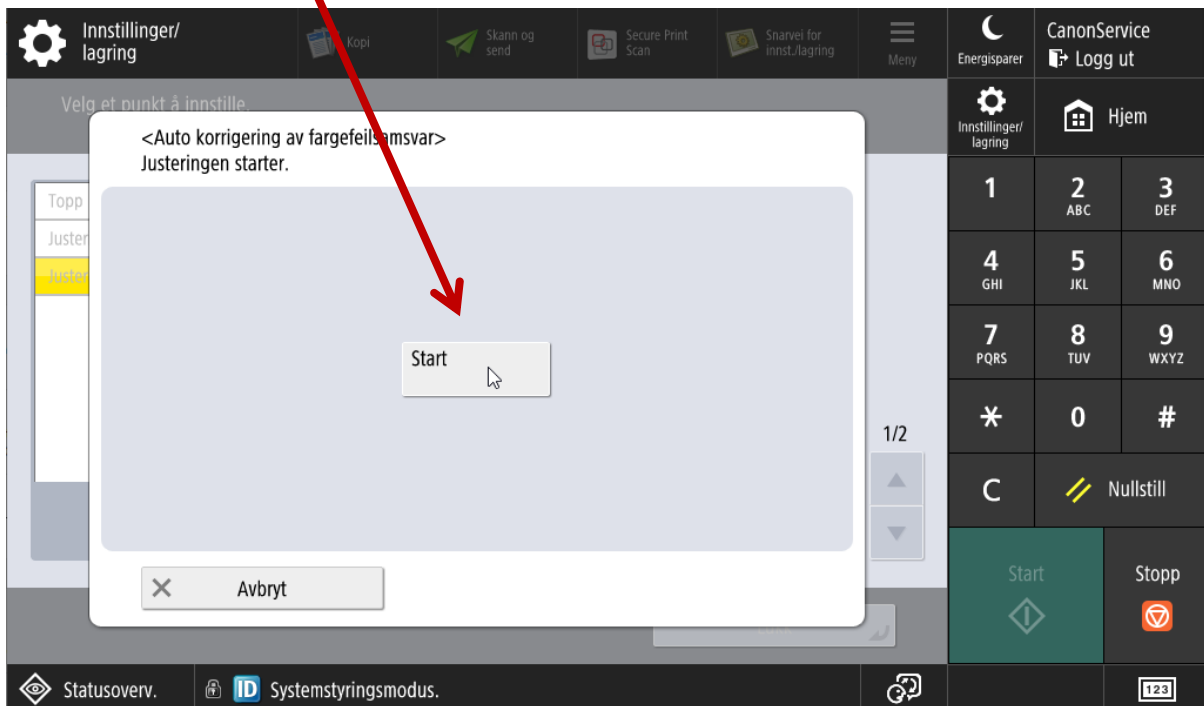 Innstillinger/
lagring
Kopi
Skann og
send
Secure Print
Scan
Snarvei for
innst./lagring
Meny
Energisparer
CanonService
Logg ut
Velg et punkt å innstille.
Innstillinger/
lagring
Hjem
<Auto korrigering av fargefeilsamsvar>
Justeringen starter.
Topp
Juster
Juster
Start
1/2
Avbryt
1
2
ABC
3
DEF
4
GHI
5
JKL
6
MNO
7
PQRS
8
TUV
9
WXYZ
0
#
C
Nullstill
Start
Stopp
Statusoverv.
ID
Systemstyringsmodus.
123